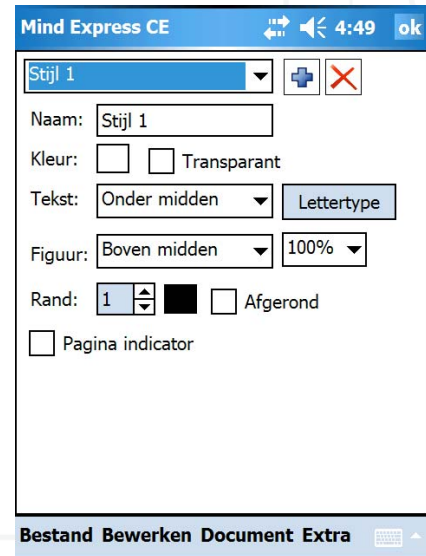 Mind Express CE 4:49 ok
Stijl 1
Naam: Stijl 1
Kleur: Transparant
Tekst: Onder midden Lettertype
Figuur: Boven midden 100%
Rand: 1 Afgerond
Pagina indicator
Bestand Bewerken Document Extra